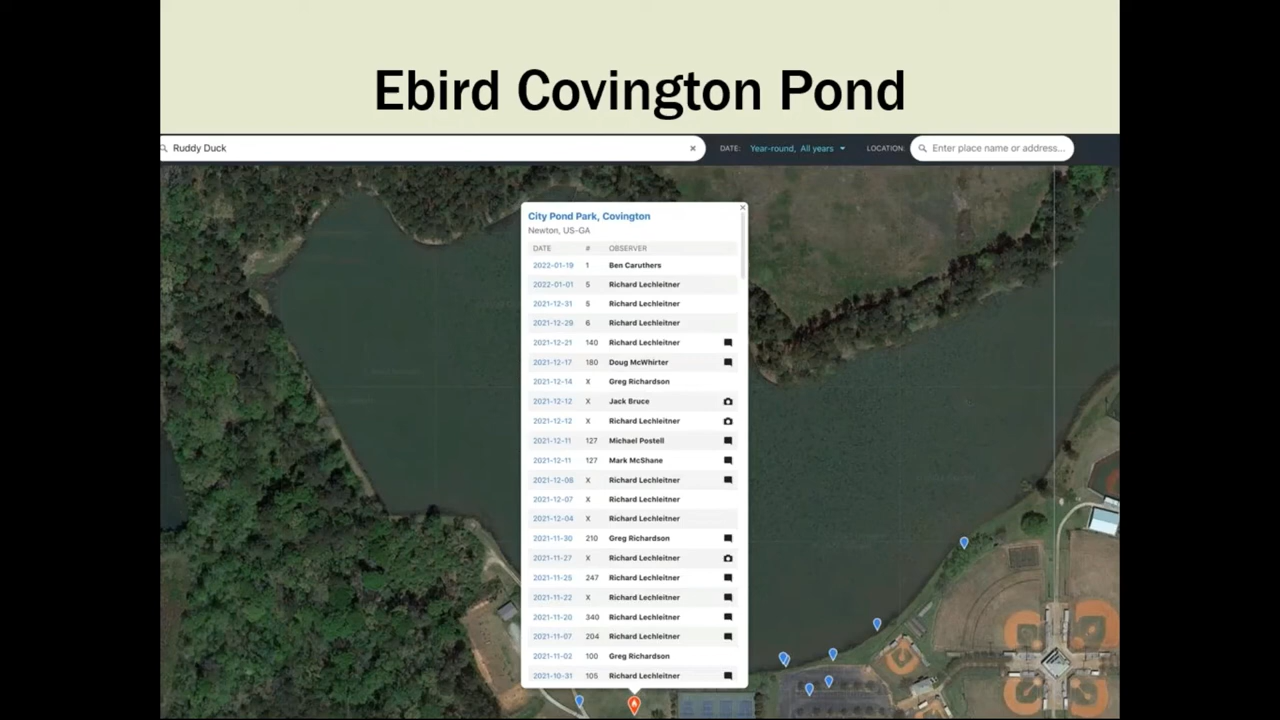 Ebird Covington Pond
Ruddy Duck × DATE: Year-round, All years LOCATION: Enter place name or address...
City Pond Park, Covington
Newton, US-GA
DATE # OBSERVER
2022-01-19 1 Ben Caruthers
2022-01-01 5 Richard Lechleitner
2021-12-31 5 Richard Lechleitner
2021-12-29 6 Richard Lechleitner
2021-12-21 140 Richard Lechleitner
2021-12-17 180 Doug McWhirter
2021-12-14 X Greg Richardson
2021-12-12 X Jack Bruce
2021-12-12 X Richard Lechleitner
2021-12-11 127 Michael Postell
2021-12-11 127 Mark McShane
2021-12-08 X Richard Lechleitner
2021-12-07 X Richard Lechleitner
2021-12-04 X Richard Lechleitner
2021-11-30 210 Greg Richardson
2021-11-27 X Richard Lechleitner
2021-11-25 247 Richard Lechleitner
2021-11-22 X Richard Lechleitner
2021-11-20 340 Richard Lechleitner
2021-11-07 204 Richard Lechleitner
2021-11-02 100 Greg Richardson
2021-10-31 105 Richard Lechleitner